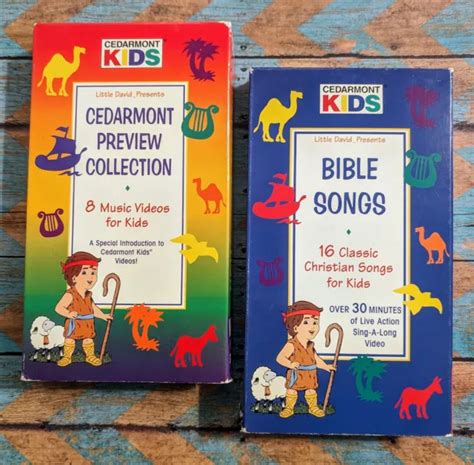 CEDARMONT
KIDS
Little David Presents
CEDARMONT
PREVIEW
COLLECTION
8 Music Videos
for Kids
A Special Introduction to
Cedarmont Kids™
Videos!
CEDARMONT
KIDS
Little David Presents
BIBLE
SONGS
16 Classic
Christian Songs
for Kids
OVER 30 MINUTES
of Live Action
Sing-A-Long
Video